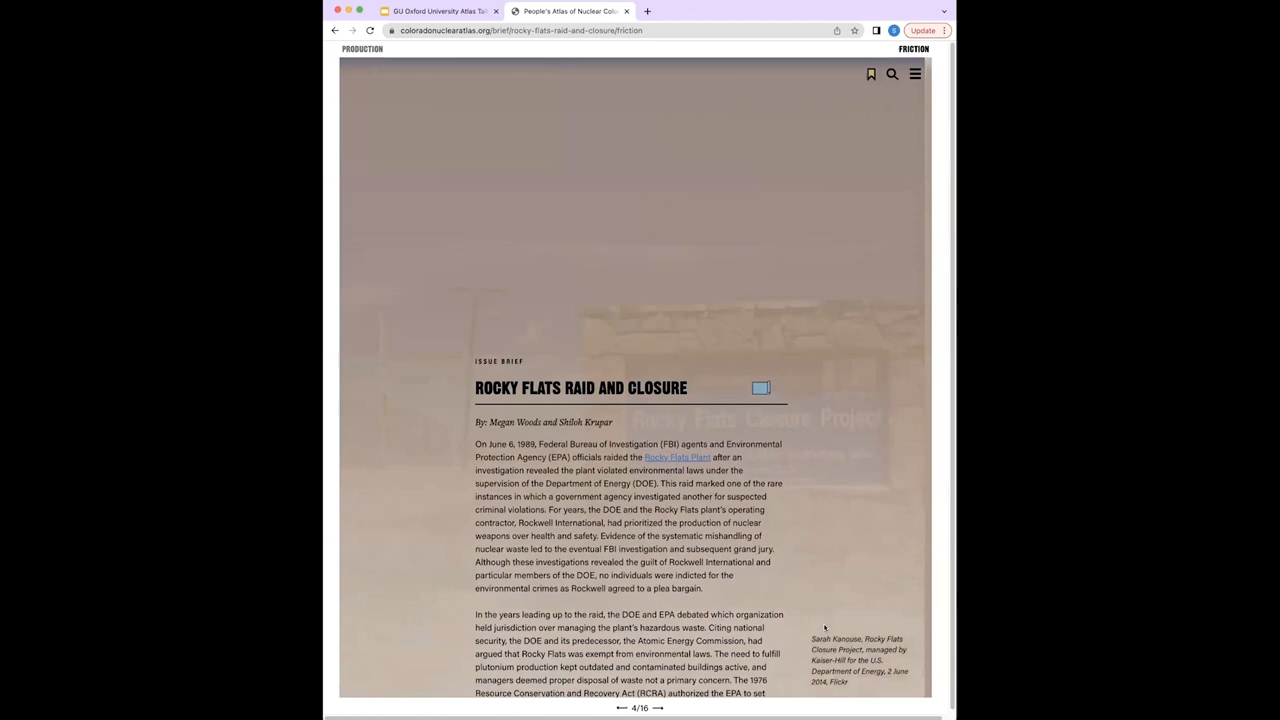 GU Oxford University Atlas Tal
People's Atlas of Nuclear Colo
coloradonuclearatlas.org/brief/rocky-flats-raid-and-closure/friction
S
Update
PRODUCTION
FRICTION
ISSUE BRIEF
ROCKY FLATS RAID AND CLOSURE
Rocky Flats Closure Project
By: Megan Woods and Shiloh Krupar
On June 6, 1989, Federal Bureau of Investigation (FBI) agents and Environmental
Protection Agency (EPA) officials raided the Rocky Flats Plant after an
investigation revealed the plant violated environmental laws under the
supervision of the Department of Energy (DOE). This raid marked one of the rare
instances in which a government agency investigated another for suspected
criminal violations. For years, the DOE and the Rocky Flats plant's operating
contractor, Rockwell International, had prioritized the production of nuclear
weapons over health and safety. Evidence of the systematic mishandling of
nuclear waste led to the eventual FBI investigation and subsequent grand jury.
Although these investigations revealed the guilt of Rockwell International and
particular members of the DOE, no individuals were indicted for the
environmental crimes as Rockwell agreed to a plea bargain.
In the years leading up to the raid, the DOE and EPA debated which organization
held jurisdiction over managing the plant's hazardous waste. Citing national
security, the DOE and its predecessor, the Atomic Energy Commission, had
argued that Rocky Flats was exempt from environmental laws. The need to fulfill
plutonium production kept outdated and contaminated buildings active, and
managers deemed proper disposal of waste not a primary concern. The 1976
Resource Conservation and Recovery Act (RCRA) authorized the EPA to set
Sarah Kanouse, Rocky Flats
Closure Project, managed by
Kaiser-Hill for the U.S.
Department of Energy, 2 June
2014, Flickr
4/16